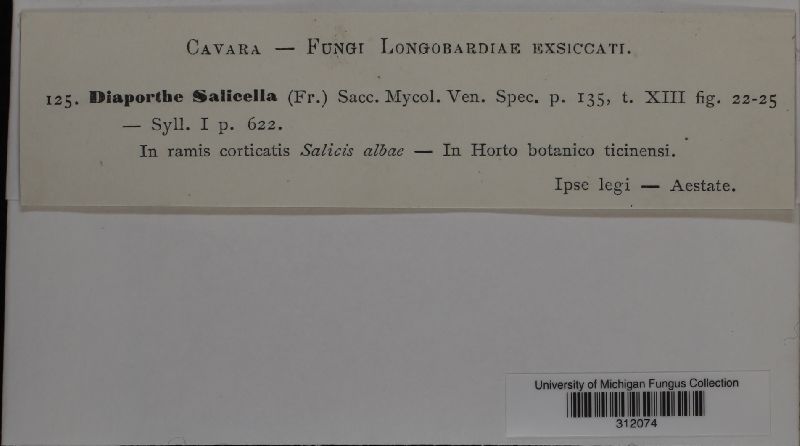 CAVARA — FUNGI LONGOBARDIAE EXSICCATI.
125. Diaporthe Salicella (Fr.) Sacc. Mycol. Ven. Spec. p. 135, t. XIII fig. 22-25
— Syll. I p. 622.
In ramis corticatis Salicis albae — In Horto botanico ticinensi.
Ipse legi — Aestate.
University of Michigan Fungus Collection
312074